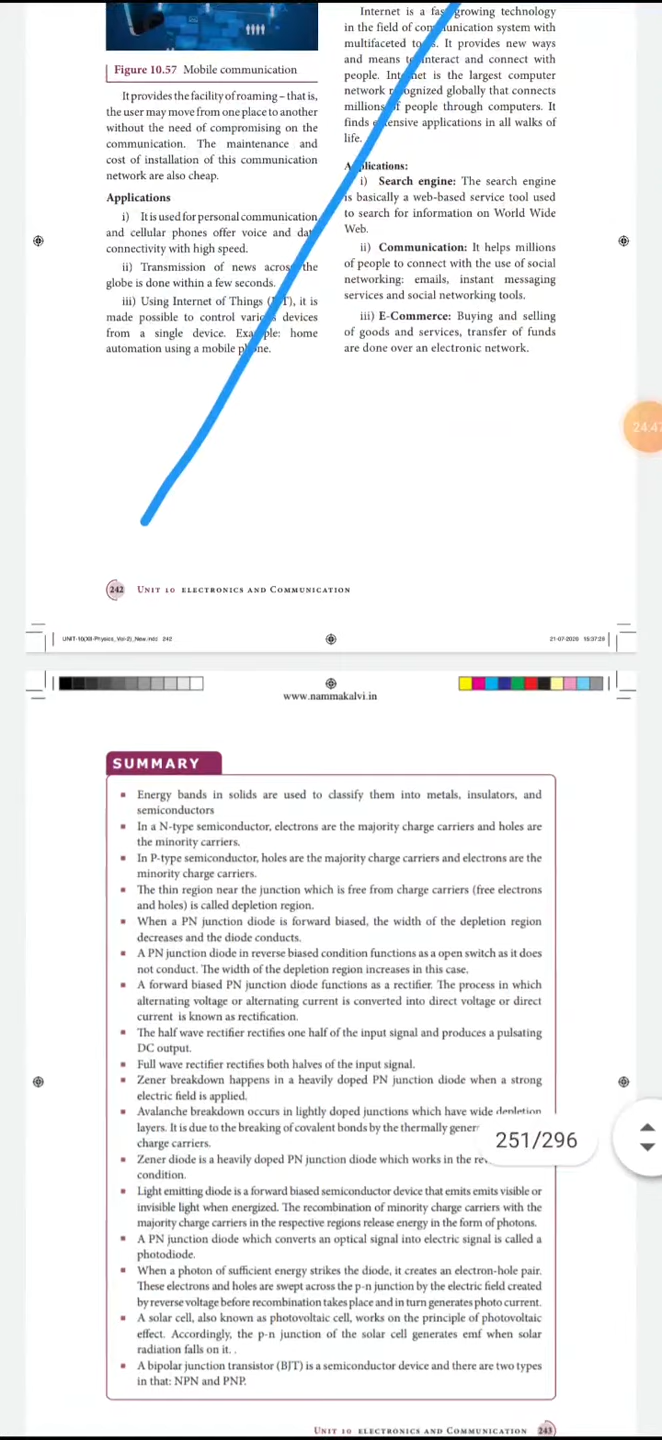 Figure 10.57 Mobile communication
It provides the facility of roaming – that is,
the user may move from one place to another
without the need of compromising on the
communication. The maintenance and
cost of installation of this communication
network are also cheap.
Applications
i) It is used for personal communication
and cellular phones offer voice and data
connectivity with high speed.
ii) Transmission of news across the
globe is done within a few seconds.
iii) Using Internet of Things (IoT), it is
made possible to control various devices
from a single device. Example: home
automation using a mobile phone.
Internet is a fast growing technology
in the field of communication system with
multifaceted to s. It provides new ways
and means to interact and connect with
people. Internet is the largest computer
network recognized globally that connects
millions of people through computers. It
finds extensive applications in all walks of
life.
Applications:
i) Search engine: The search engine
is basically a web-based service tool used
to search for information on World Wide
Web.
ii) Communication: It helps millions
of people to connect with the use of social
networking: emails, instant messaging
services and social networking tools.
iii) E-Commerce: Buying and selling
of goods and services, transfer of funds
are done over an electronic network.
24:47
242 UNIT 10 ELECTRONICS AND COMMUNICATION
UNIT-10(XII-Physics_Vol-2)_New.indd 242
21-07-2020 15:37:29
www.nammakalvi.in
SUMMARY
▪ Energy bands in solids are used to classify them into metals, insulators, and
semiconductors
▪ In a N-type semiconductor, electrons are the majority charge carriers and holes are
the minority carriers.
▪ In P-type semiconductor, holes are the majority charge carriers and electrons are the
minority charge carriers.
▪ The thin region near the junction which is free from charge carriers (free electrons
and holes) is called depletion region.
▪ When a PN junction diode is forward biased, the width of the depletion region
decreases and the diode conducts.
▪ A PN junction diode in reverse biased condition functions as a open switch as it does
not conduct. The width of the depletion region increases in this case.
▪ A forward biased PN junction diode functions as a rectifier. The process in which
alternating voltage or alternating current is converted into direct voltage or direct
current is known as rectification.
▪ The half wave rectifier rectifies one half of the input signal and produces a pulsating
DC output.
▪ Full wave rectifier rectifies both halves of the input signal.
▪ Zener breakdown happens in a heavily doped PN junction diode when a strong
electric field is applied.
▪ Avalanche breakdown occurs in lightly doped junctions which have wide depletion
layers. It is due to the breaking of covalent bonds by the thermally gener
charge carriers.
251/296
▪ Zener diode is a heavily doped PN junction diode which works in the re
condition.
▪ Light emitting diode is a forward biased semiconductor device that emits emits visible or
invisible light when energized. The recombination of minority charge carriers with the
majority charge carriers in the respective regions release energy in the form of photons.
▪ A PN junction diode which converts an optical signal into electric signal is called a
photodiode.
▪ When a photon of sufficient energy strikes the diode, it creates an electron-hole pair.
These electrons and holes are swept across the p-n junction by the electric field created
by reverse voltage before recombination takes place and in turn generates photo current.
▪ A solar cell, also known as photovoltaic cell, works on the principle of photovoltaic
effect. Accordingly, the p-n junction of the solar cell generates emf when solar
radiation falls on it. .
▪ A bipolar junction transistor (BJT) is a semiconductor device and there are two types
in that: NPN and PNP.
UNIT 10 ELECTRONICS AND COMMUNICATION 243